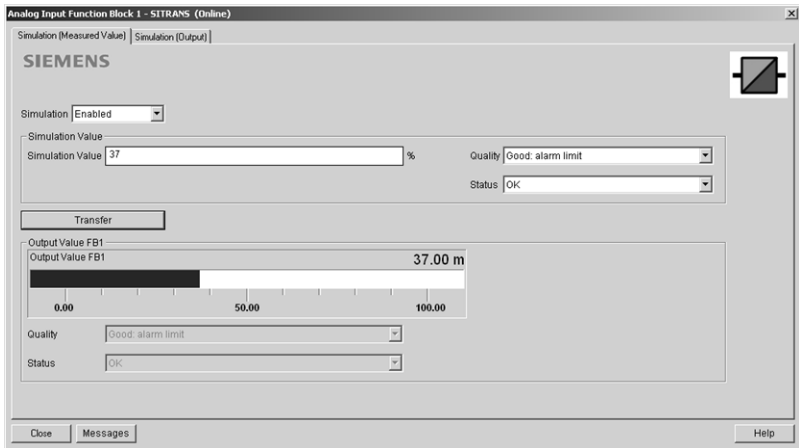 Analog Input Function Block 1 - SITRANS (Online)
Simulation (Measured Value) Simulation (Output)
SIEMENS
Simulation Enabled
Simulation Value
Simulation Value 37 % Quality Good: alarm limit
Status OK
Transfer
Output Value FB1
Output Value FB1 37.00 m
0.00 50.00 100.00
Quality Good: alarm limit
Status OK
Close Messages Help